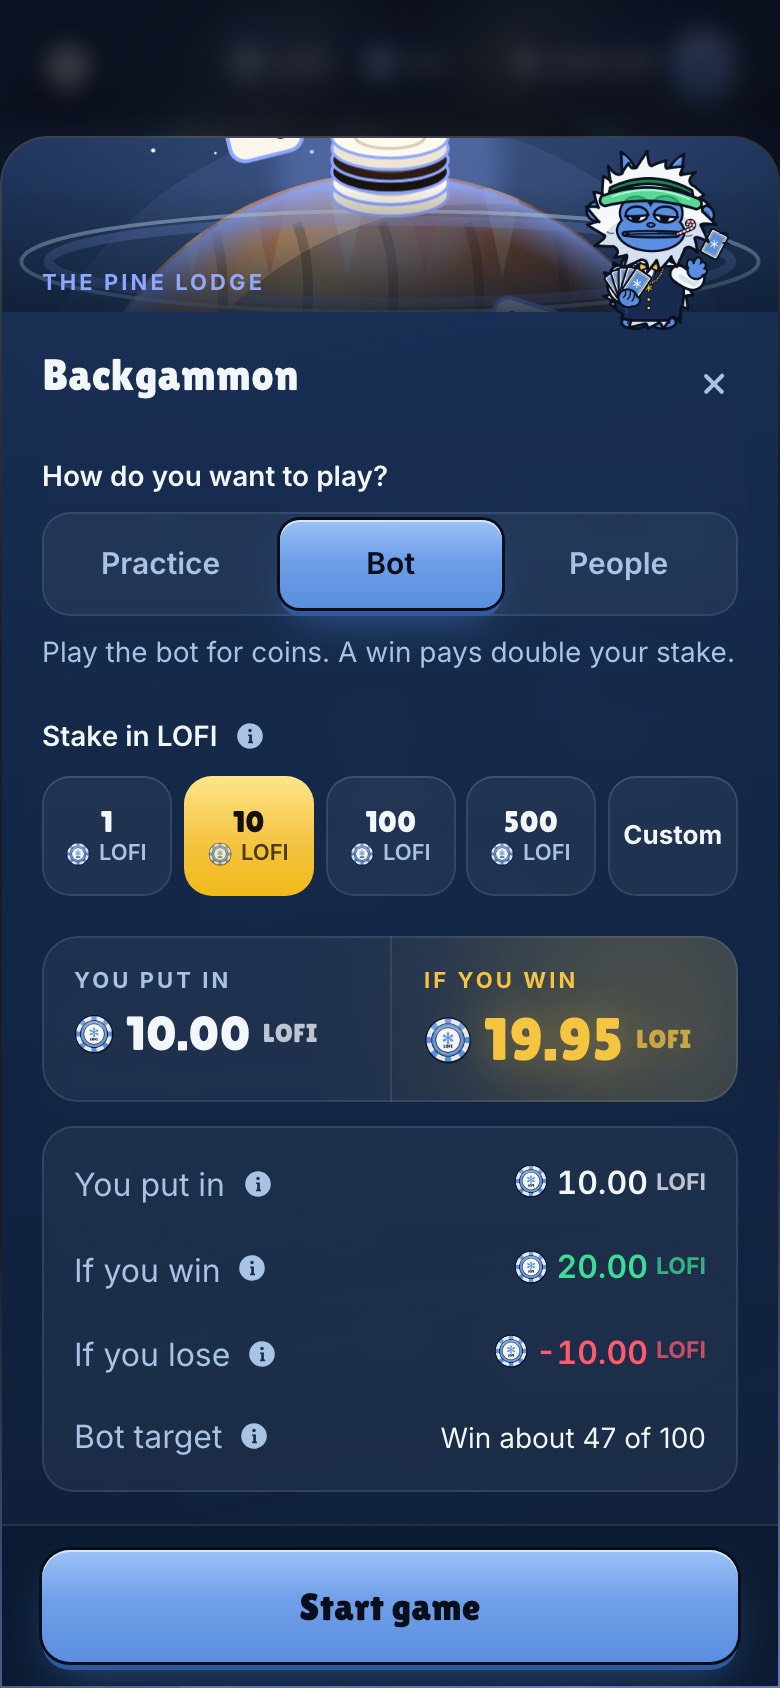 THE PINE LODGE
Backgammon
How do you want to play?
Practice
Bot
People
Play the bot for coins. A win pays double your stake.
Stake in LOFI
1
LOFI
10
LOFI
100
LOFI
500
LOFI
Custom
YOU PUT IN
10.00 LOFI
IF YOU WIN
19.95 LOFI
You put in
10.00 LOFI
If you win
20.00 LOFI
If you lose
-10.00 LOFI
Bot target
Win about 47 of 100
Start game